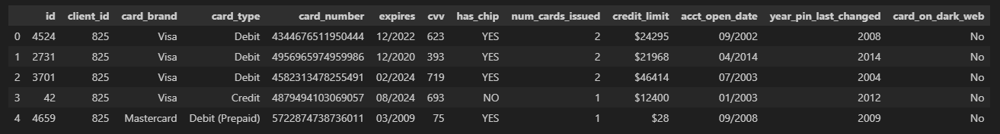 id client_id card_brand card_type card_number expires cvv has_chip num_cards_issued credit_limit acct_open_date year_pin_last_changed card_on_dark_web
0 4524 825 Visa Debit 4344676511950444 12/2022 623 YES 2 $24295 09/2002 2008 No
1 2731 825 Visa Debit 4956965974959986 12/2020 393 YES 2 $21968 04/2014 2014 No
2 3701 825 Visa Debit 4582313478255491 02/2024 719 YES 2 $46414 07/2003 2004 No
3 42 825 Visa Credit 4879494103069057 08/2024 693 NO 1 $12400 01/2003 2012 No
4 4659 825 Mastercard Debit (Prepaid) 5722874738736011 03/2009 75 YES 1 $28 09/2008 2009 No